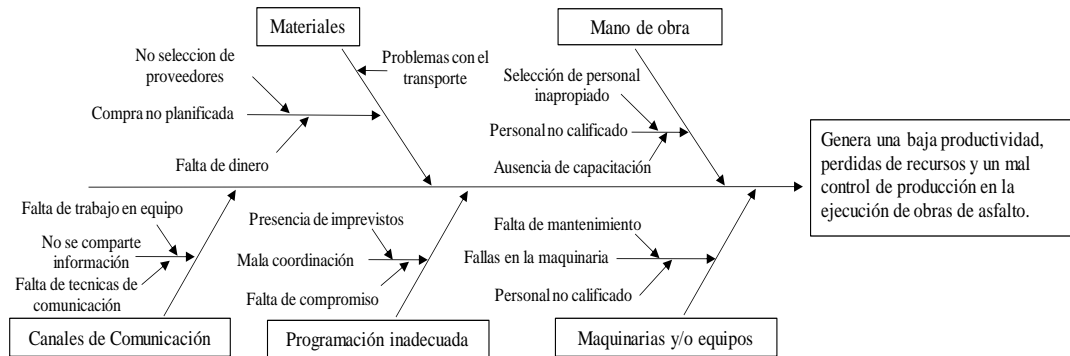 Materiales
Mano de obra
No seleccion de
proveedores
Problemas con el
transporte
Compra no planificada
Falta de dinero
Selección de personal
inapropiado
Personal no calificado
Ausencia de capacitación
Genera una baja productividad,
perdidas de recursos y un mal
control de producción en la
ejecución de obras de asfalto.
Falta de trabajo en equipo
No se comparte
información
Falta de tecnicas de
comunicación
Presencia de imprevistos
Mala coordinación
Falta de compromiso
Falta de mantenimiento
Fallas en la maquinaria
Personal no calificado
Canales de Comunicación
Programación inadecuada
Maquinarias y/o equipos